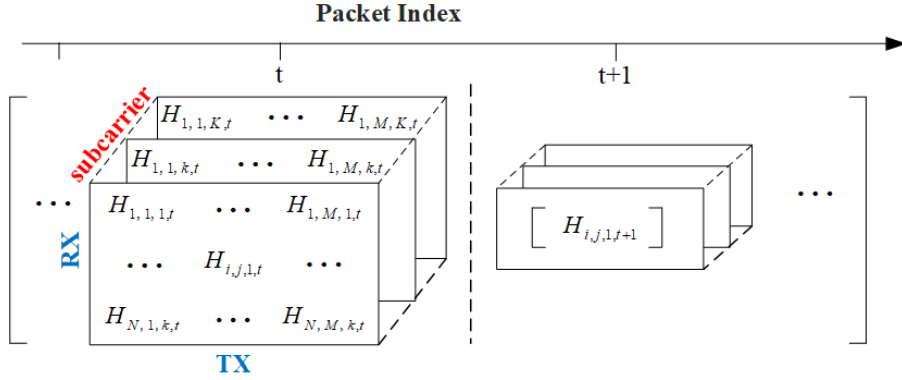 Packet Index
t t+1
subcarrier
H_{1,1,K,t} ••• H_{1,M,K,t}
H_{1,1,k,t} ••• H_{1,M,k,t}
H_{1,1,1,t} ••• H_{1,M,1,t}
••• RX ••• H_{i,j,1,t} ••• [ H_{i,j,1,t+1} ] •••
H_{N,1,k,t} ••• H_{N,M,k,t}
TX